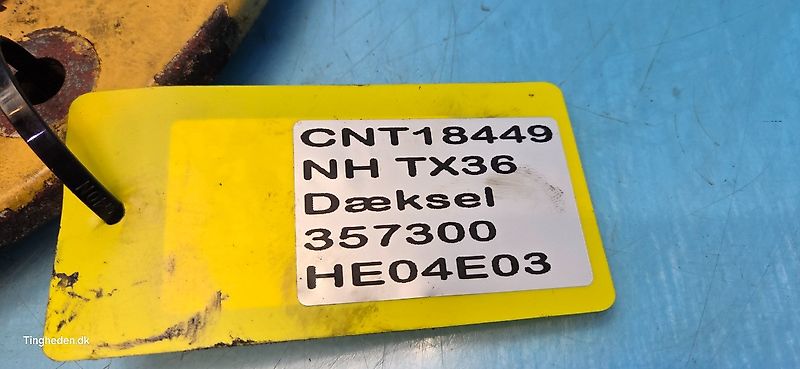 CNT18449
NH TX36
Dæksel
357300
HE04E03
Tingheden.dk